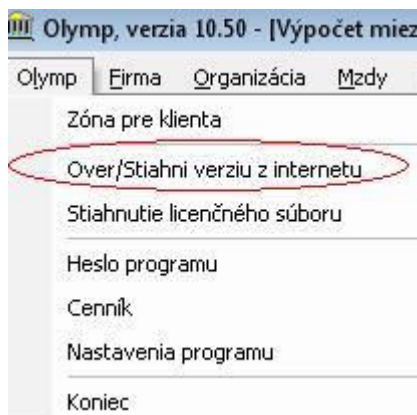 Olymp, verzia 10.50 - [Výpočet miez
Olymp Firma Organizácia Mzdy
Zóna pre klienta
Over/Stiahni verziu z internetu
Stiahnutie licenčného súboru
Heslo programu
Cenník
Nastavenia programu
Koniec